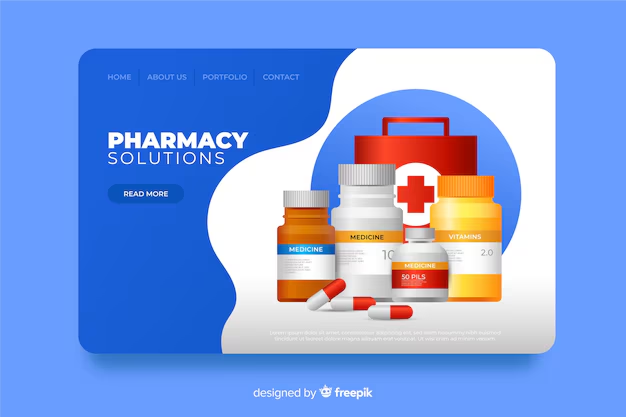 HOME
ABOUT US
PORTFOLIO
CONTACT
PHARMACY
SOLUTIONS
READ MORE
MEDICINE
MEDICINE
10
VITAMINS
2.0
MEDICINE
50 PILS
designed by freepik